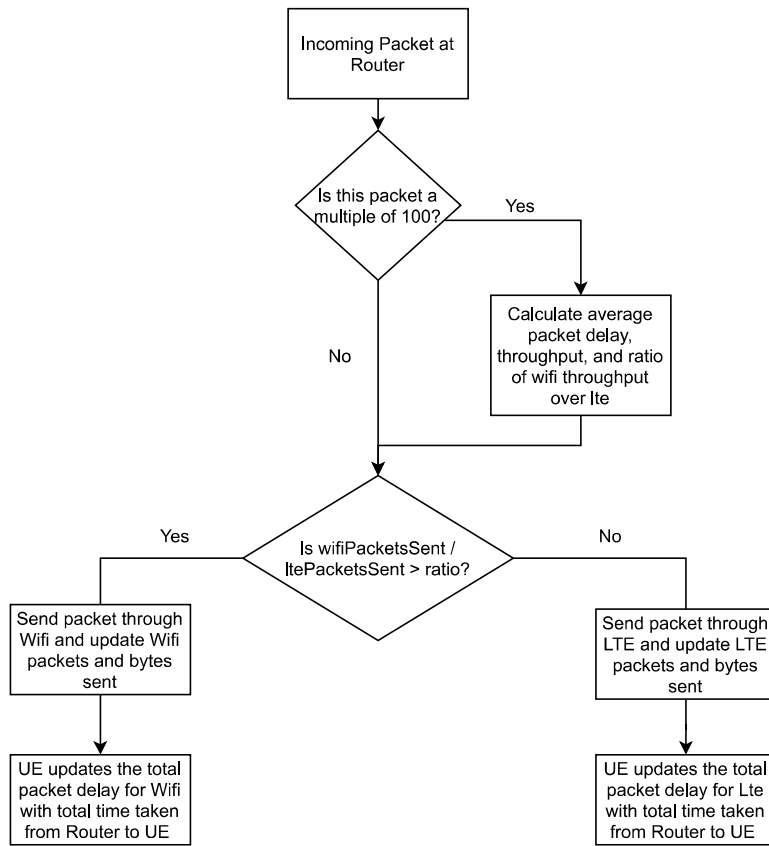 Incoming Packet at
Router
Is this packet a
multiple of 100?
Yes
Calculate average
packet delay,
throughput, and ratio
of wifi throughput
over lte
No
Is wifiPacketsSent /
ltePacketsSent > ratio?
Yes
No
Send packet through
Wifi and update Wifi
packets and bytes
sent
Send packet through
LTE and update LTE
packets and bytes
sent
UE updates the total
packet delay for Wifi
with total time taken
from Router to UE
UE updates the total
packet delay for Lte
with total time taken
from Router to UE